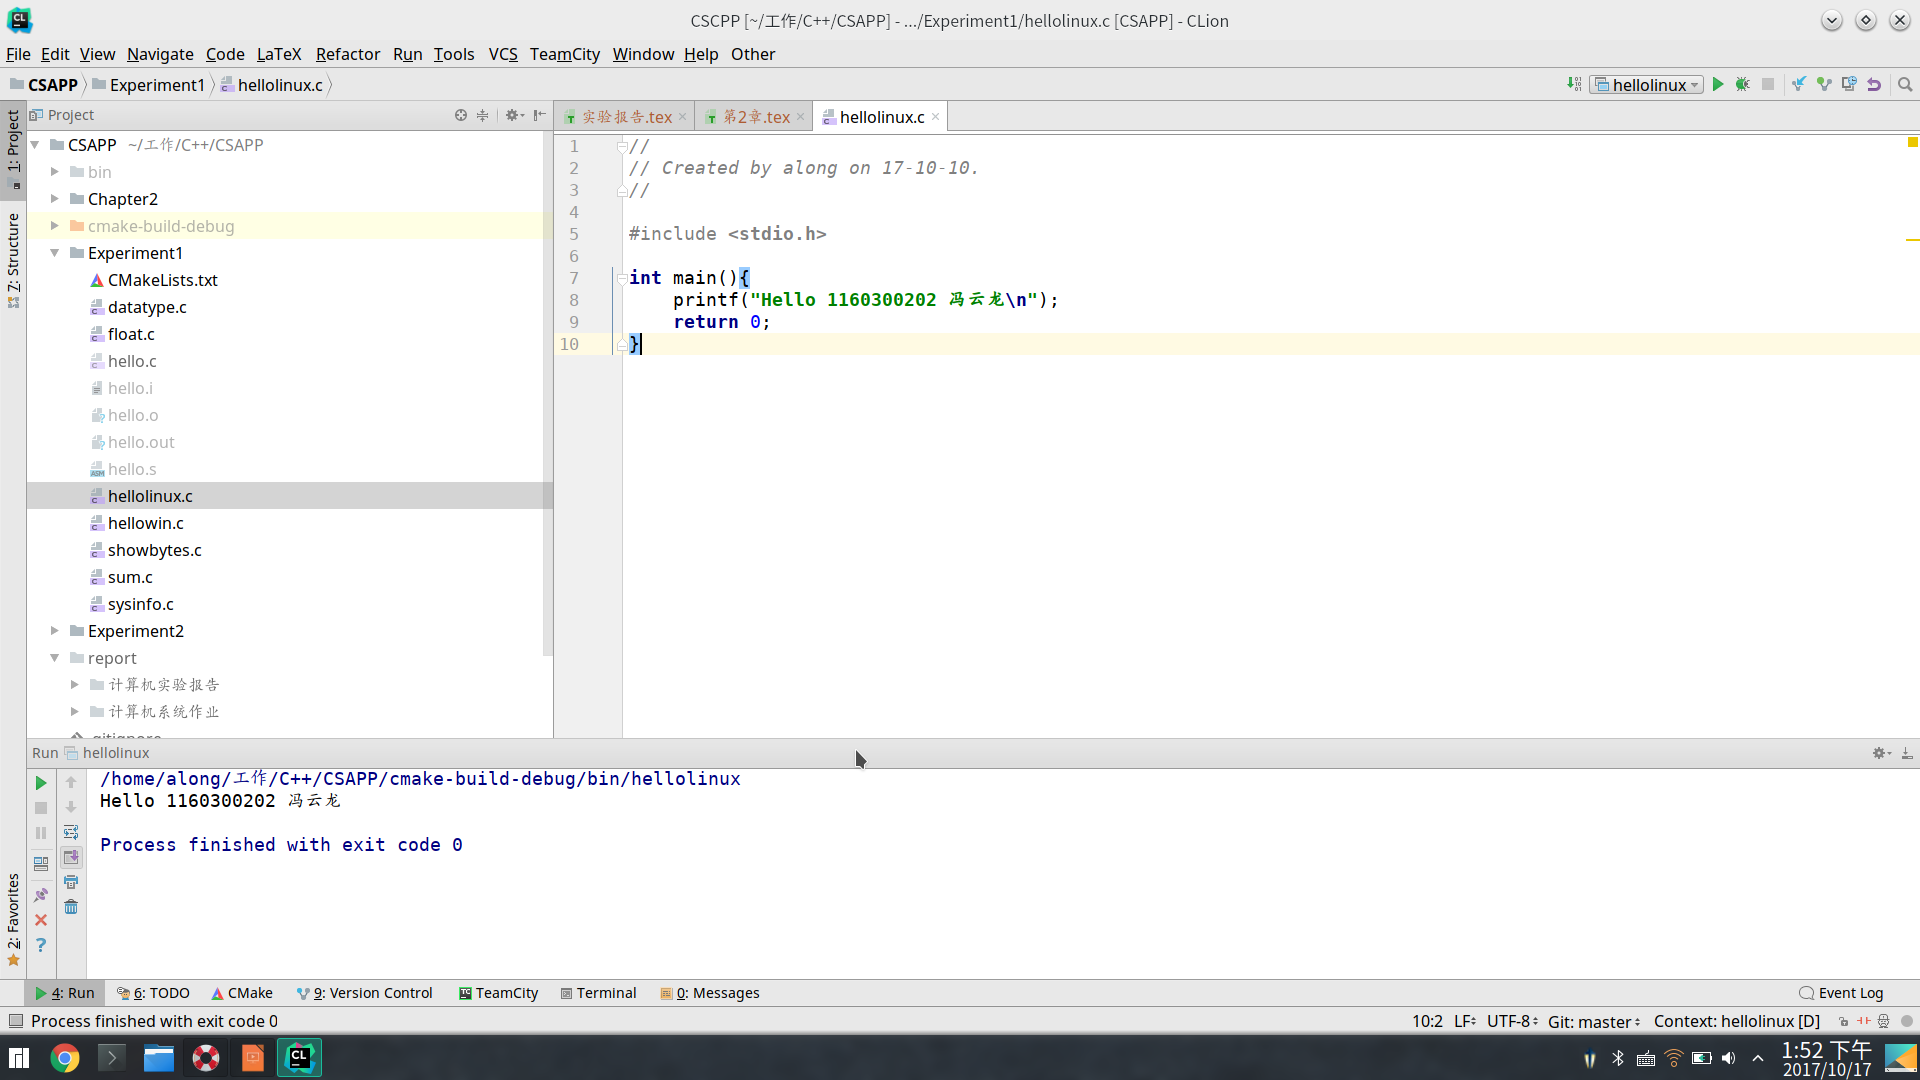 CSCPP [~/工作/C++/CSAPP] - .../Experiment1/hellolinux.c [CSAPP] - CLion
File Edit View Navigate Code LaTeX Refactor Run Tools VCS TeamCity Window Help Other
CSAPP Experiment1 hellolinux.c
hellolinux
1: Project
7: Structure
2: Favorites
Project
CSAPP ~/工作/C++/CSAPP
bin
Chapter2
cmake-build-debug
Experiment1
CMakeLists.txt
datatype.c
float.c
hello.c
hello.i
hello.o
hello.out
hello.s
hellolinux.c
hellowin.c
showbytes.c
sum.c
sysinfo.c
Experiment2
report
计算机实验报告
计算机系统作业
.gitignore
实验报告.tex 第2章.tex hellolinux.c
1 //
2 // Created by along on 17-10-10.
3 //
4
5 #include <stdio.h>
6
7 int main(){
8 printf("Hello 1160300202 冯云龙\n");
9 return 0;
10 }
Run hellolinux
/home/along/工作/C++/CSAPP/cmake-build-debug/bin/hellolinux
Hello 1160300202 冯云龙
Process finished with exit code 0
4: Run 6: TODO CMake 9: Version Control TeamCity Terminal 0: Messages Event Log
Process finished with exit code 0
10:2 LF UTF-8 Git: master Context: hellolinux [D]
1:52 下午
2017/10/17